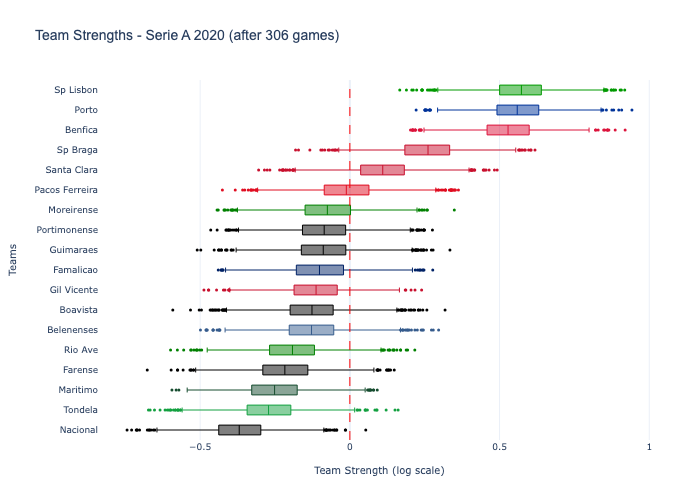 Team Strengths - Serie A 2020 (after 306 games)
Sp Lisbon
Porto
Benfica
Sp Braga
Santa Clara
Pacos Ferreira
Moreirense
Portimonense
Guimaraes
Famalicao
Gil Vicente
Boavista
Belenenses
Rio Ave
Farense
Maritimo
Tondela
Nacional
Teams
−0.5 0 0.5 1
Team Strength (log scale)